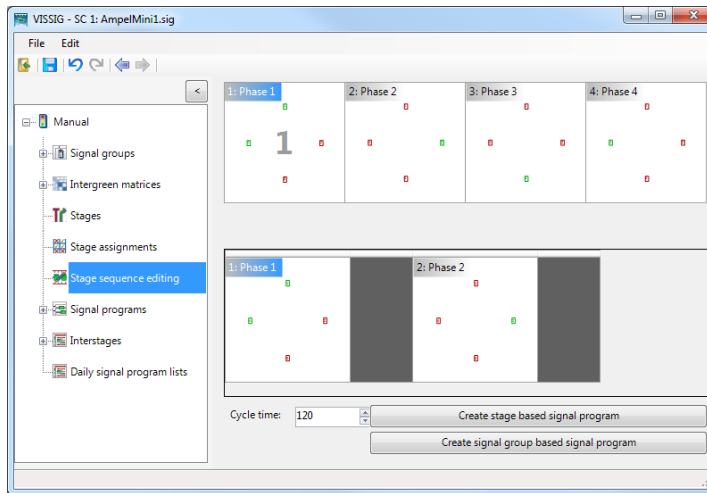 VISSIG - SC 1: AmpelMini1.sig
File Edit
<
1: Phase 1 2: Phase 2 3: Phase 3 4: Phase 4
1
Manual
Signal groups
Intergreen matrices
Stages
Stage assignments
Stage sequence editing
Signal programs
Interstages
Daily signal program lists
1: Phase 1 2: Phase 2
Cycle time: 120 Create stage based signal program
Create signal group based signal program